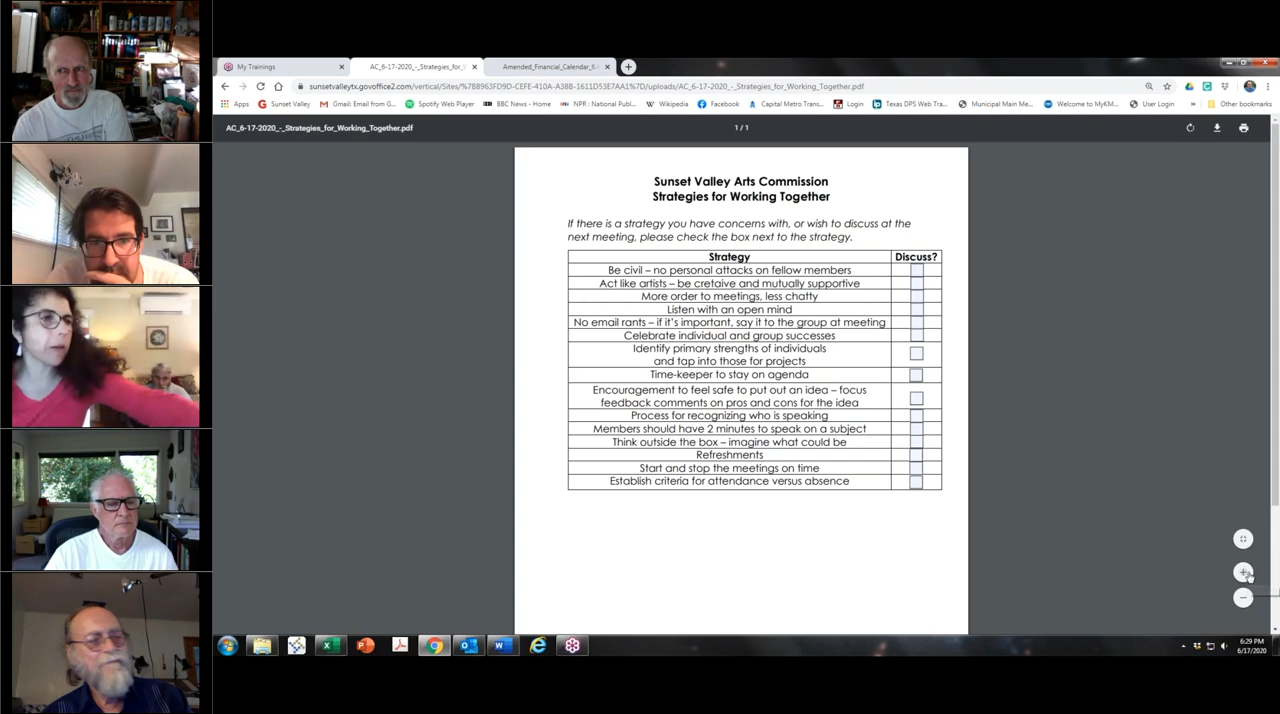 My Trainings
AC_6-17-2020_-_Strategies_for_V
Amended_Financial_Calendar_6
sunsetvalleytx.govoffice2.com/vertical/Sites/%7B8963FD9D-CEFE-410A-A38B-1611D53E7AA1%7D/uploads/AC_6-17-2020_-_Strategies_for_Working_Together.pdf
Apps Sunset Valley Gmail: Email from G... Spotify Web Player BBC News - Home NPR : National Publ... Wikipedia Facebook Capital Metro Trans... Login Texas DPS Web Tra... Municipal Main Me... Welcome to MyKM... User Login » Other bookmarks
AC_6-17-2020_-_Strategies_for_Working_Together.pdf
1 / 1
Sunset Valley Arts Commission
Strategies for Working Together
If there is a strategy you have concerns with, or wish to discuss at the
next meeting, please check the box next to the strategy.
Strategy Discuss?
Be civil – no personal attacks on fellow members
Act like artists – be cretaive and mutually supportive
More order to meetings, less chatty
Listen with an open mind
No email rants – if it's important, say it to the group at meeting
Celebrate individual and group successes
Identify primary strengths of individuals
and tap into those for projects
Time-keeper to stay on agenda
Encouragement to feel safe to put out an idea – focus
feedback comments on pros and cons for the idea
Process for recognizing who is speaking
Members should have 2 minutes to speak on a subject
Think outside the box – imagine what could be
Refreshments
Start and stop the meetings on time
Establish criteria for attendance versus absence
6:29 PM
6/17/2020